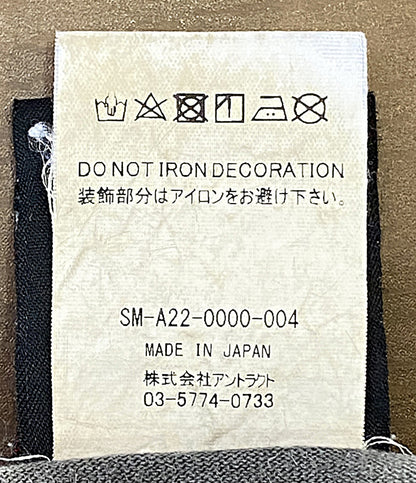 DO NOT IRON DECORATION
装飾部分はアイロンをお避け下さい。
SM-A22-0000-004
MADE IN JAPAN
株式会社アントラクト
03-5774-0733